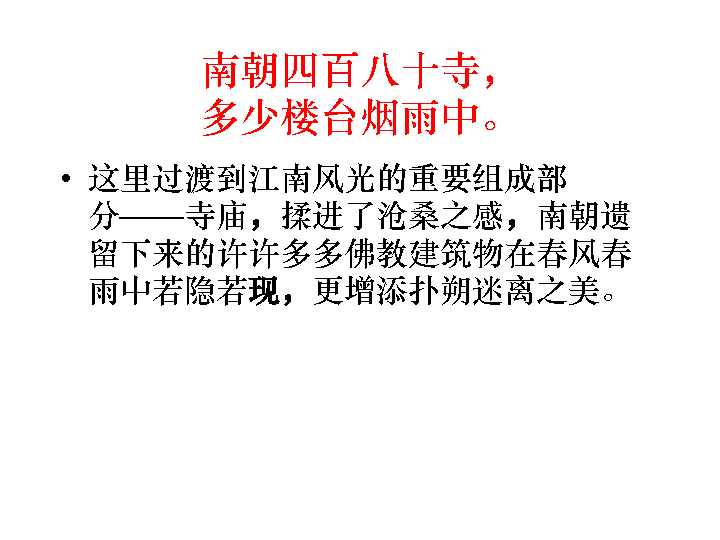 南朝四百八十寺，
多少楼台烟雨中。
• 这里过渡到江南风光的重要组成部
分——寺庙，揉进了沧桑之感，南朝遗
留下来的许许多多佛教建筑物在春风春
雨中若隐若现，更增添扑朔迷离之美。